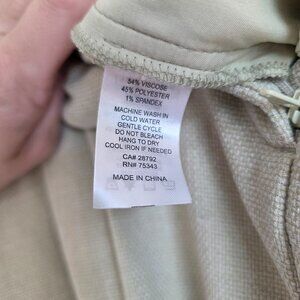 54% VISCOSE
45% POLYESTER
1% SPANDEX
MACHINE WASH IN
COLD WATER
GENTLE CYCLE
DO NOT BLEACH
HANG TO DRY
COOL IRON IF NEEDED
CA# 28792
RN# 75343
MADE IN CHINA